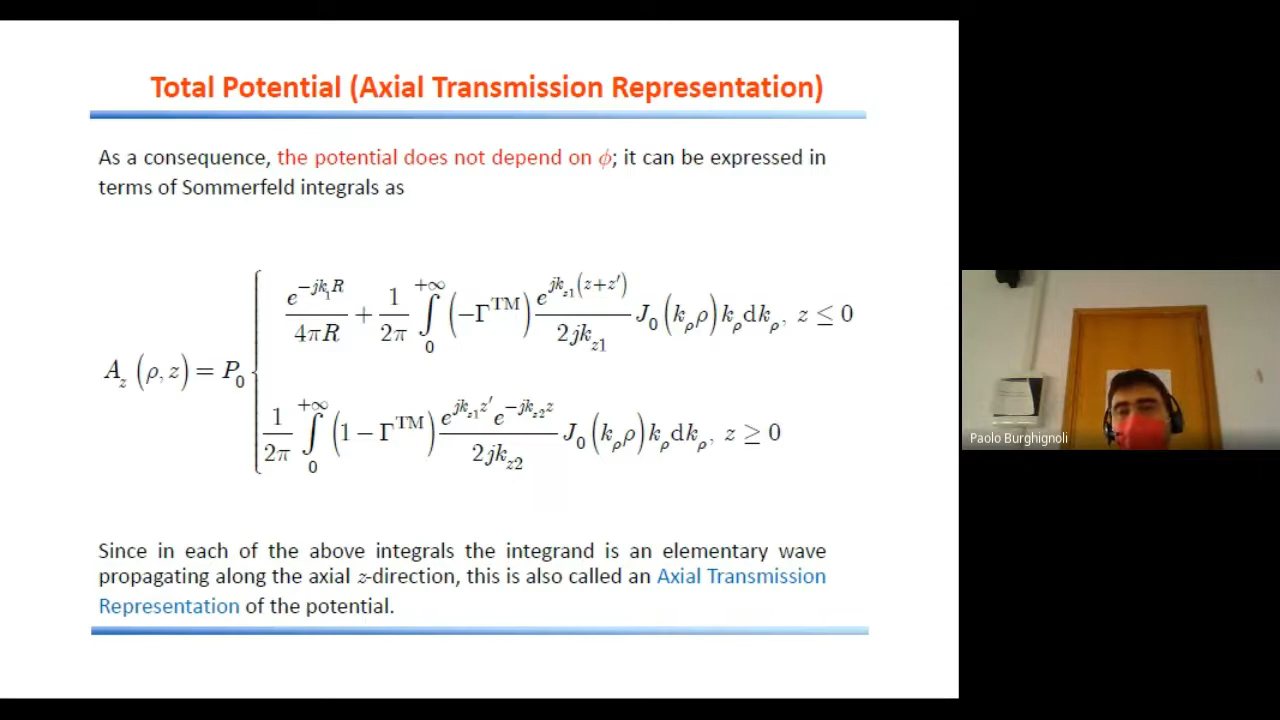 Total Potential (Axial Transmission Representation)
As a consequence, the potential does not depend on ϕ; it can be expressed in
terms of Sommerfeld integrals as
A_z (ρ, z) = P_0 { e^{−jk_1R} / 4πR + 1/2π ∫_0^{+∞} (−Γ^{TM}) e^{jk_{z1}(z+z′)} / 2jk_{z1} J_0 (k_ρρ) k_ρ dk_ρ, z ≤ 0
1/2π ∫_0^{+∞} (1 − Γ^{TM}) e^{jk_{z1}z′} e^{−jk_{z2}z} / 2jk_{z2} J_0 (k_ρρ) k_ρ dk_ρ, z ≥ 0
Since in each of the above integrals the integrand is an elementary wave
propagating along the axial z-direction, this is also called an Axial Transmission
Representation of the potential.
Paolo Burghignoli